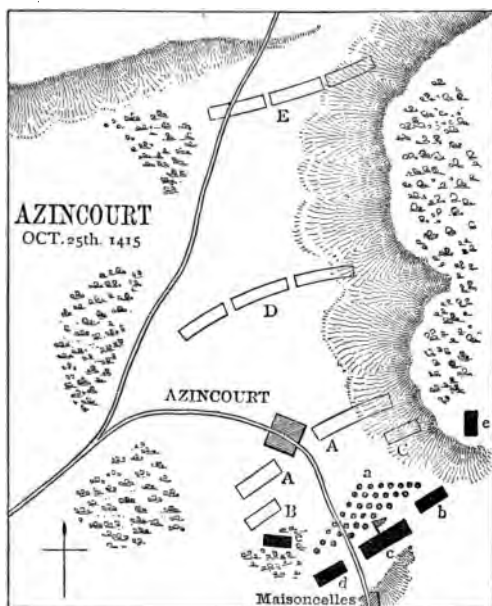 E
AZINCOURT
OCT. 25th. 1415
D
AZINCOURT
A
C
e
A
a
b
B
c
d
Maisoncelles